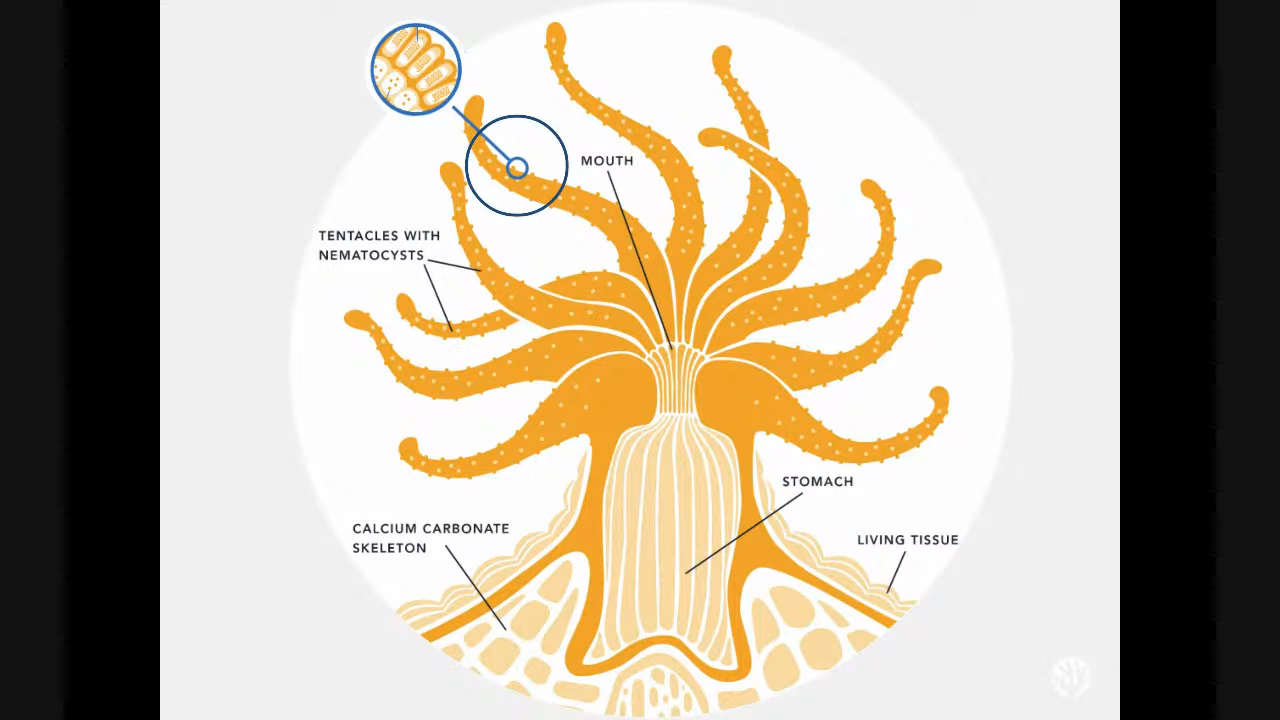 MOUTH
TENTACLES WITH
NEMATOCYSTS
STOMACH
CALCIUM CARBONATE
SKELETON
LIVING TISSUE